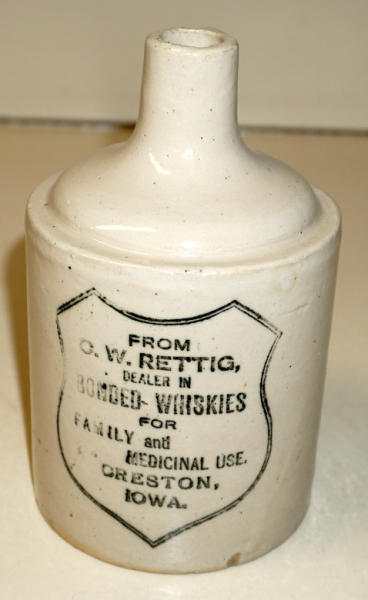 FROM
C. W. RETTIG,
DEALER IN
BONDED WHISKIES
FOR
FAMILY and
MEDICINAL USE.
CRESTON,
IOWA.